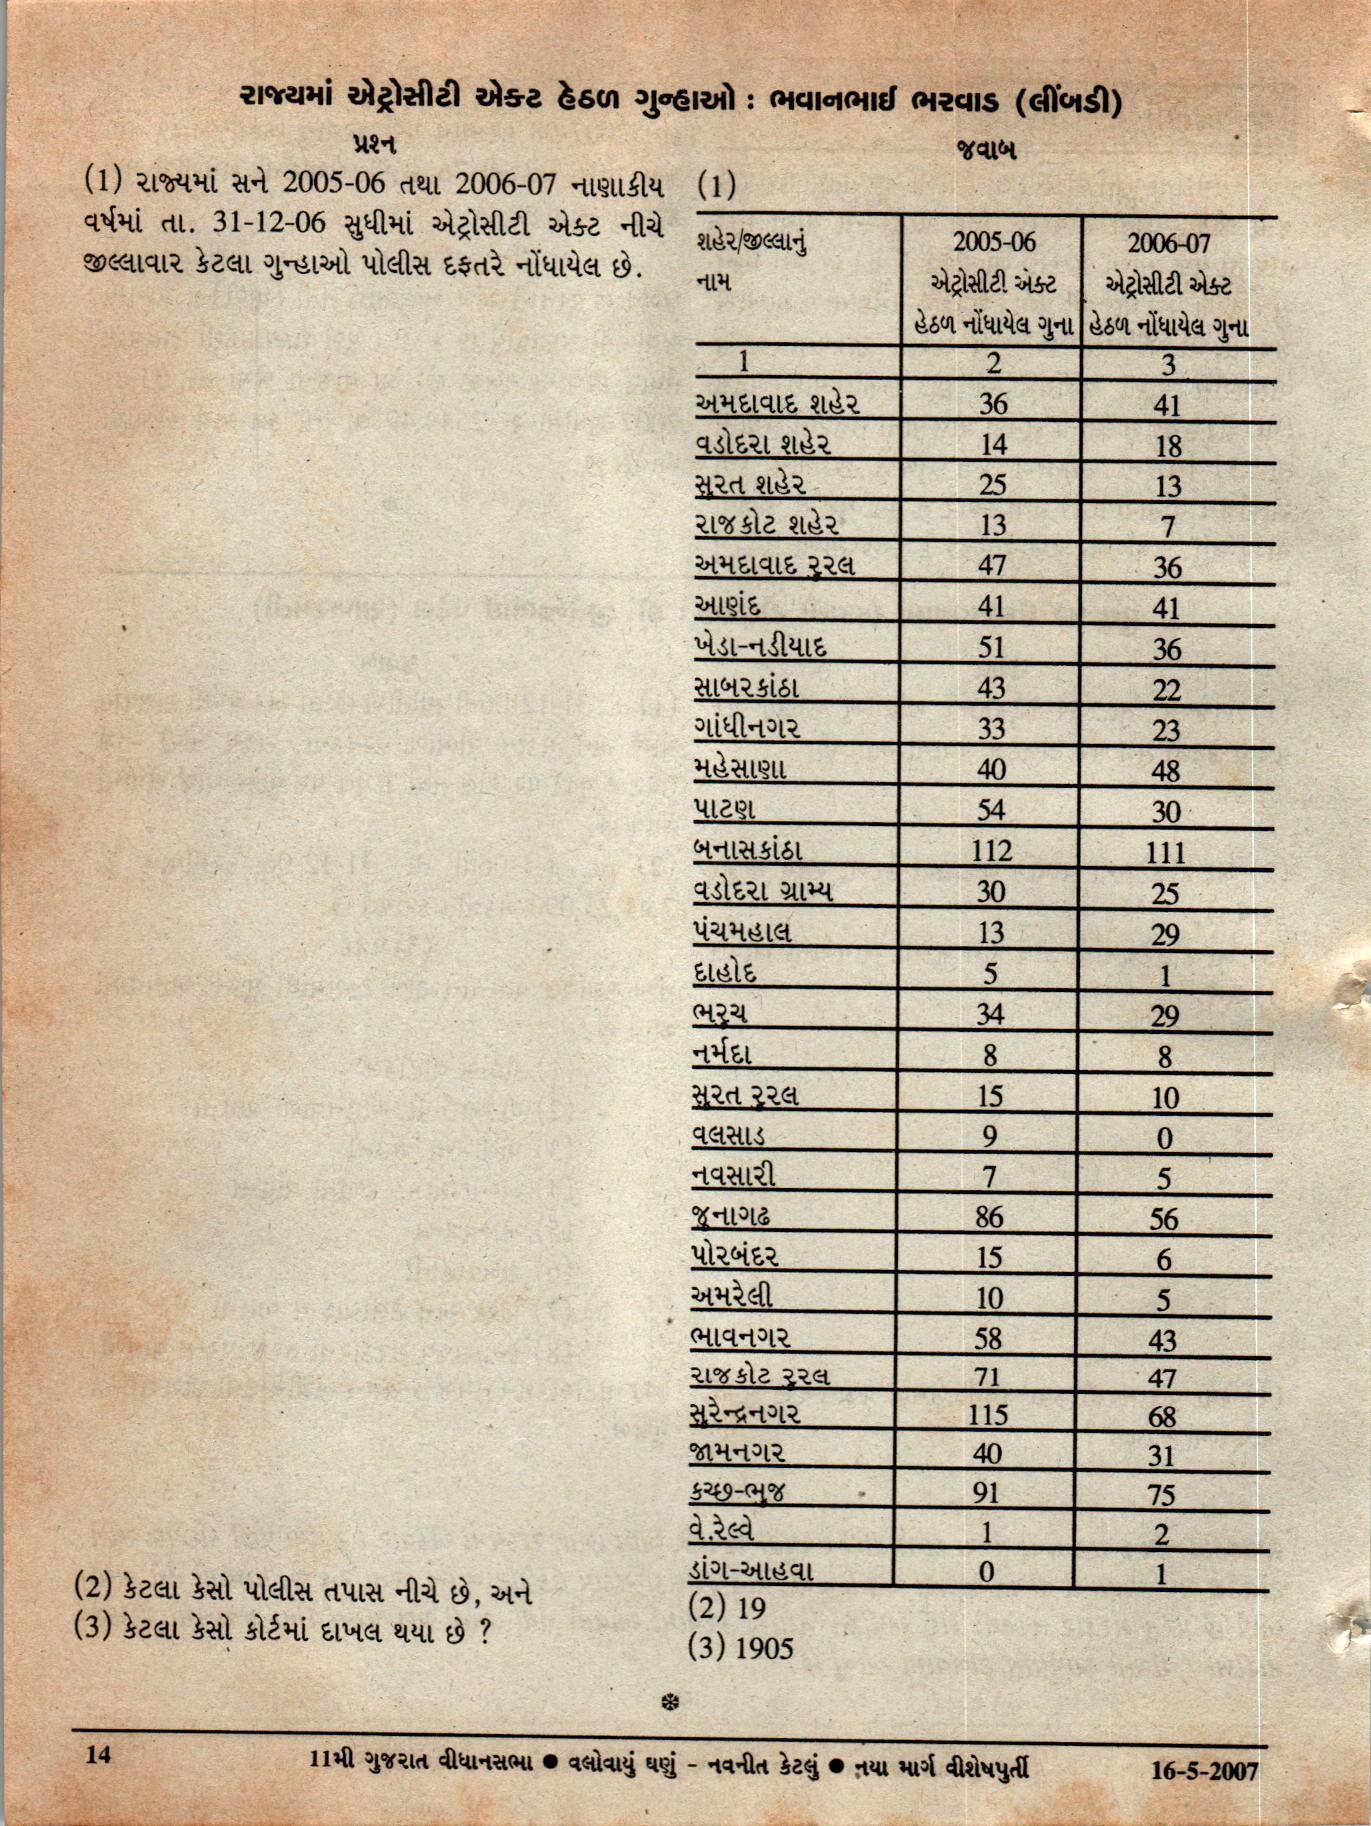 રાજ્યમાં એટ્રોસીટી એક્ટ હેઠળ ગુન્હાઓ : ભવાનભાઈ ભરવાડ (લીંબડી)
પ્રશ્ન
(1) રાજ્યમાં સને 2005-06 તથા 2006-07 નાણાકીય
વર્ષમાં તા. 31-12-06 સુધીમાં એટ્રોસીટી એક્ટ નીચે
જીલ્લાવાર કેટલા ગુન્હાઓ પોલીસ દફતરે નોંધાયેલ છે.
(2) કેટલા કેસો પોલીસ તપાસ નીચે છે, અને
(3) કેટલા કેસો કોર્ટમાં દાખલ થયા છે ?
જવાબ
(1)
શહેર/જીલ્લાનું 2005-06 2006-07
નામ એટ્રોસીટી એક્ટ એટ્રોસીટી એક્ટ
હેઠળ નોંધાયેલ ગુના હેઠળ નોંધાયેલ ગુના
1 2 3
અમદાવાદ શહેર 36 41
વડોદરા શહેર 14 18
સુરત શહેર 25 13
રાજકોટ શહેર 13 7
અમદાવાદ રુરલ 47 36
આણંદ 41 41
ખેડા-નડીયાદ 51 36
સાબરકાંઠા 43 22
ગાંધીનગર 33 23
મહેસાણા 40 48
પાટણ 54 30
બનાસકાંઠા 112 111
વડોદરા ગ્રામ્ય 30 25
પંચમહાલ 13 29
દાહોદ 5 1
ભરુચ 34 29
નર્મદા 8 8
સુરત રુરલ 15 10
વલસાડ 9 0
નવસારી 7 5
જુનાગઢ 86 56
પોરબંદર 15 6
અમરેલી 10 5
ભાવનગર 58 43
રાજકોટ રુરલ 71 47
સુરેન્દ્રનગર 115 68
જામનગર 40 31
કચ્છ-ભુજ 91 75
વે.રેલ્વે 1 2
ડાંગ-આહવા 0 1
(2) 19
(3) 1905
❄
14 11મી ગુજરાત વીધાનસભા ● વલોવાયું ઘણું - નવનીત કેટલું ● નયા માર્ગ વીશેષપુર્તી 16-5-2007